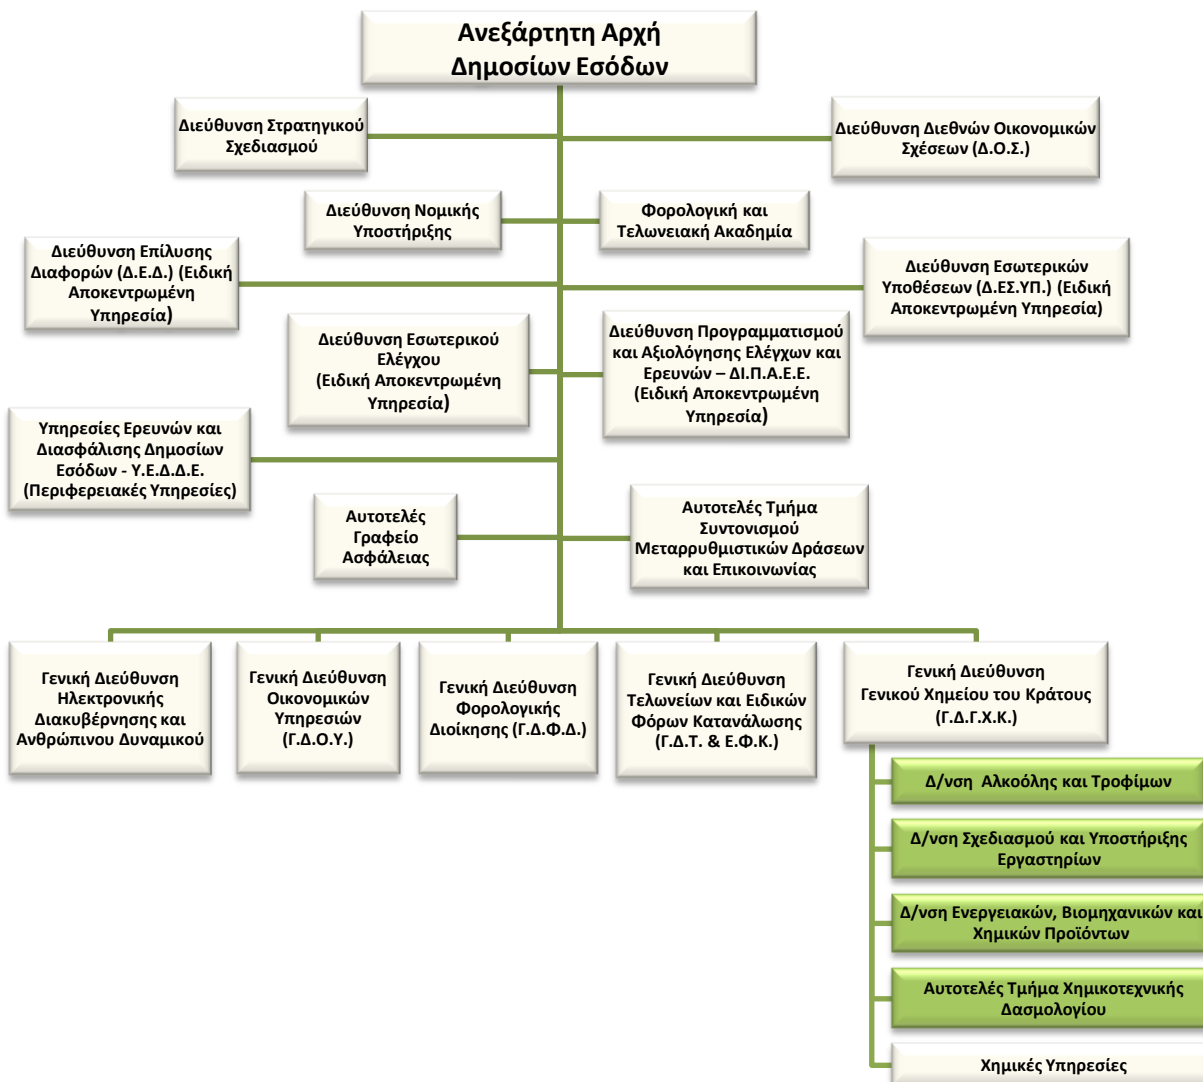 Ανεξάρτητη Αρχή
Δημοσίων Εσόδων
Διεύθυνση Στρατηγικού
Σχεδιασμού
Διεύθυνση Διεθνών Οικονομικών
Σχέσεων (Δ.Ο.Σ.)
Διεύθυνση Νομικής
Υποστήριξης
Φορολογική και
Τελωνειακή Ακαδημία
Διεύθυνση Επίλυσης
Διαφορών (Δ.Ε.Δ.) (Ειδική
Αποκεντρωμένη
Υπηρεσία)
Διεύθυνση Εσωτερικών
Υποθέσεων (Δ.ΕΣ.ΥΠ.) (Ειδική
Αποκεντρωμένη Υπηρεσία)
Διεύθυνση Εσωτερικού
Ελέγχου
(Ειδική Αποκεντρωμένη
Υπηρεσία)
Διεύθυνση Προγραμματισμού
και Αξιολόγησης Ελέγχων και
Ερευνών – ΔΙ.Π.Α.Ε.Ε.
(Ειδική Αποκεντρωμένη
Υπηρεσία)
Υπηρεσίες Ερευνών και
Διασφάλισης Δημοσίων
Εσόδων - Υ.Ε.Δ.Δ.Ε.
(Περιφερειακές Υπηρεσίες)
Αυτοτελές
Γραφείο
Ασφάλειας
Αυτοτελές Τμήμα
Συντονισμού
Μεταρρυθμιστικών Δράσεων
και Επικοινωνίας
Γενική Διεύθυνση
Ηλεκτρονικής
Διακυβέρνησης και
Ανθρώπινου Δυναμικού
Γενική Διεύθυνση
Οικονομικών
Υπηρεσιών
(Γ.Δ.Ο.Υ.)
Γενική Διεύθυνση
Φορολογικής
Διοίκησης (Γ.Δ.Φ.Δ.)
Γενική Διεύθυνση
Τελωνείων και Ειδικών
Φόρων Κατανάλωσης
(Γ.Δ.Τ. & Ε.Φ.Κ.)
Γενική Διεύθυνση
Γενικού Χημείου του Κράτους
(Γ.Δ.Γ.Χ.Κ.)
Δ/νση Αλκοόλης και Τροφίμων
Δ/νση Σχεδιασμού και Υποστήριξης
Εργαστηρίων
Δ/νση Ενεργειακών, Βιομηχανικών και
Χημικών Προϊόντων
Αυτοτελές Τμήμα Χημικοτεχνικής
Δασμολογίου
Χημικές Υπηρεσίες